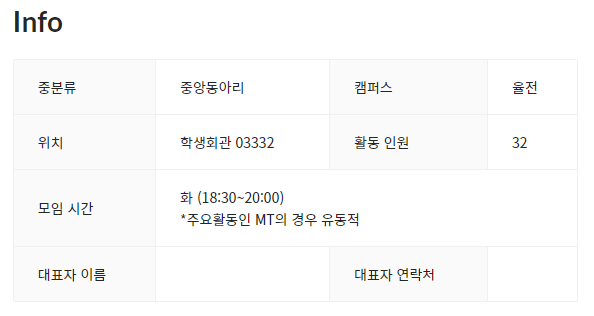 Info
중분류 중앙동아리 캠퍼스 율전
위치 학생회관 03332 활동 인원 32
모임 시간 화 (18:30~20:00)
*주요활동인 MT의 경우 유동적
대표자 이름 대표자 연락처